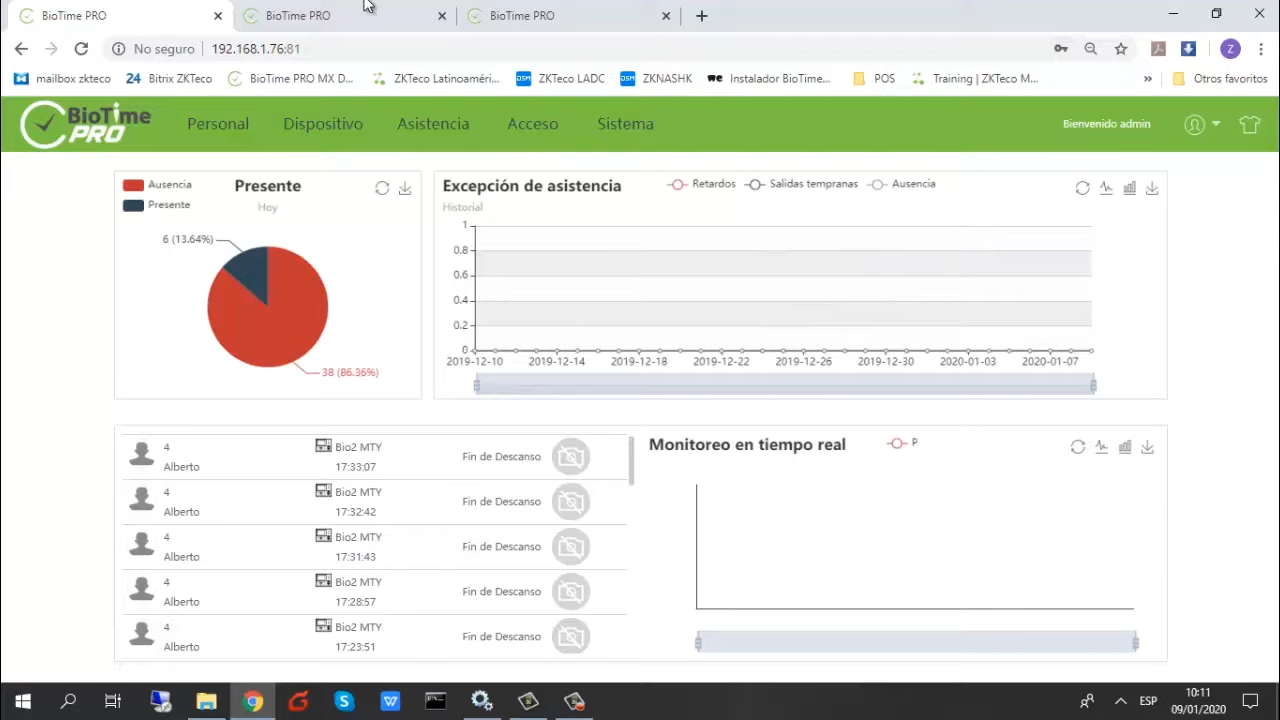 BioTime PRO
BioTime PRO
BioTime PRO
No seguro
192.168.1.76:81
Z
mailbox zkteco
24 Bitrix ZKTeco
BioTime PRO MX D...
ZKTeco Latinoaméri...
DSM ZKTeco LADC
DSM ZKNASHK
we Instalador BioTime...
POS
Training | ZKTeco M...
»
Otros favoritos
BioTime PRO
Personal
Dispositivo
Asistencia
Acceso
Sistema
Bienvenido admin
Ausencia
Presente
Presente
Hoy
6 (13.64%)
38 (86.36%)
Excepción de asistencia
Historial
Retardos
Salidas tempranas
Ausencia
1
0.8
0.6
0.4
0.2
0
2019-12-10
2019-12-14
2019-12-18
2019-12-22
2019-12-26
2019-12-30
2020-01-03
2020-01-07
4 Bio2 MTY
Alberto 17:33:07
Fin de Descanso
4 Bio2 MTY
Alberto 17:32:42
Fin de Descanso
4 Bio2 MTY
Alberto 17:31:43
Fin de Descanso
4 Bio2 MTY
Alberto 17:28:57
Fin de Descanso
4 Bio2 MTY
Alberto 17:23:51
Fin de Descanso
Monitoreo en tiempo real
P
ESP
10:11
09/01/2020